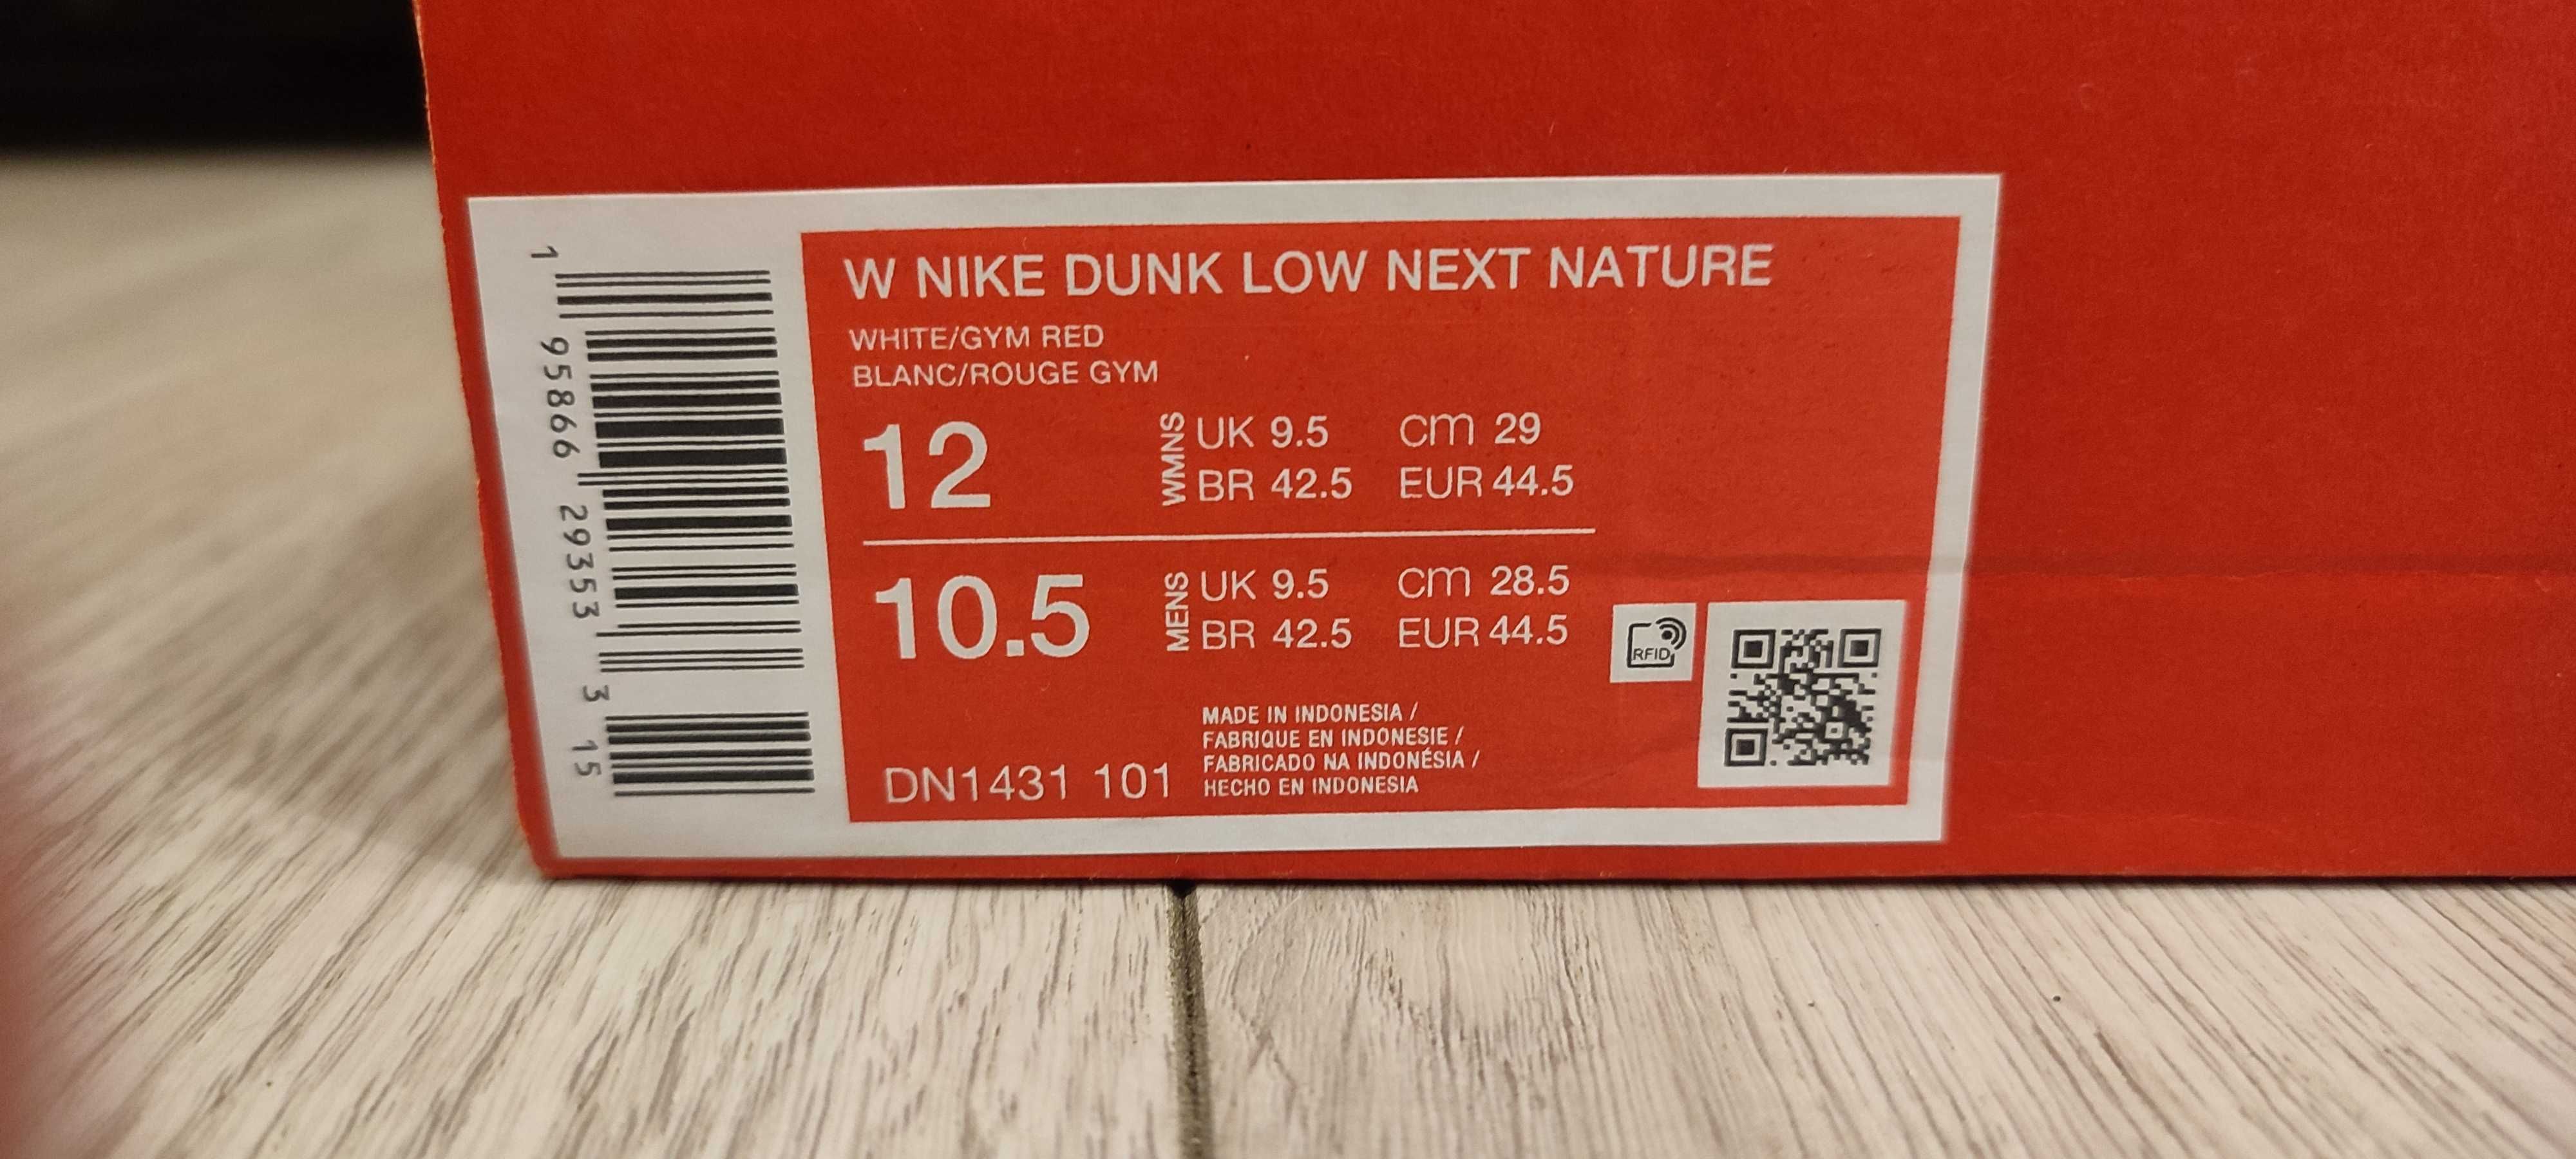 1 95866 29353 3 15
W NIKE DUNK LOW NEXT NATURE
WHITE/GYM RED
BLANC/ROUGE GYM
12
WMNS
UK 9.5 cm 29
BR 42.5 EUR 44.5
10.5
MENS
UK 9.5 cm 28.5
BR 42.5 EUR 44.5
RFID
MADE IN INDONESIA /
FABRIQUE EN INDONESIE /
FABRICADO NA INDONÉSIA /
HECHO EN INDONESIA
DN1431 101